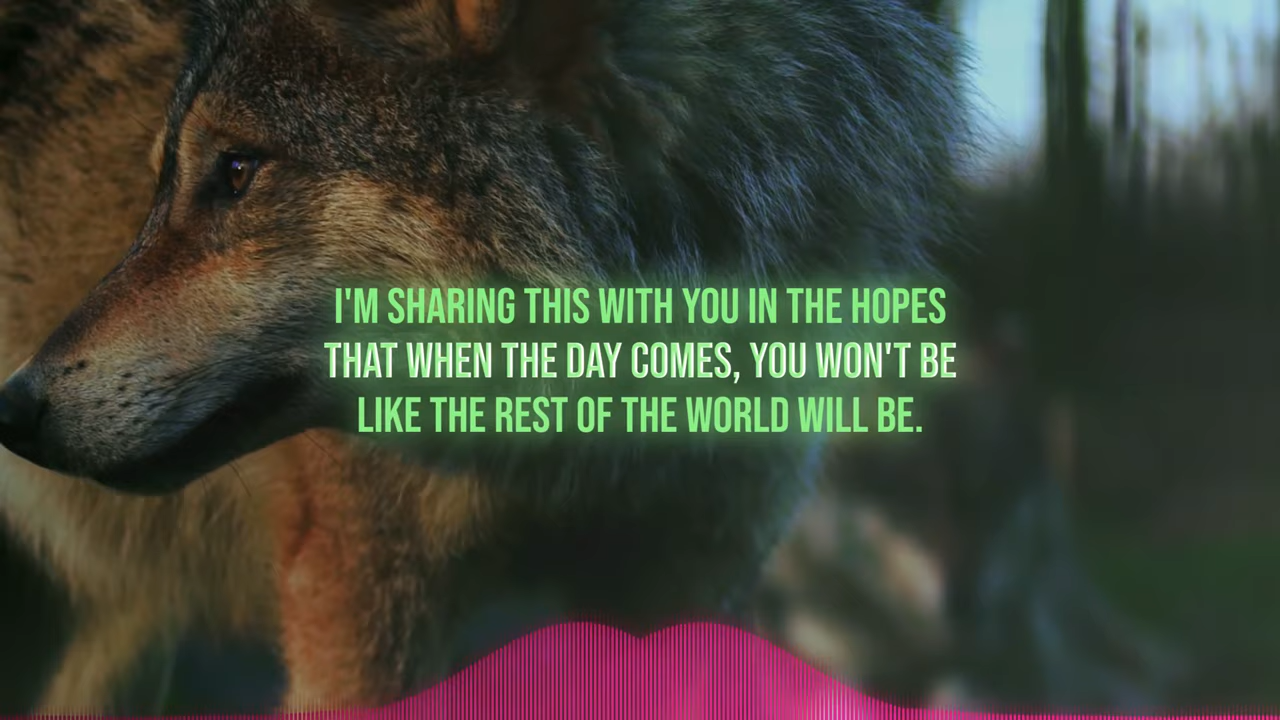 I'M SHARING THIS WITH YOU IN THE HOPES
THAT WHEN THE DAY COMES, YOU WON'T BE
LIKE THE REST OF THE WORLD WILL BE.